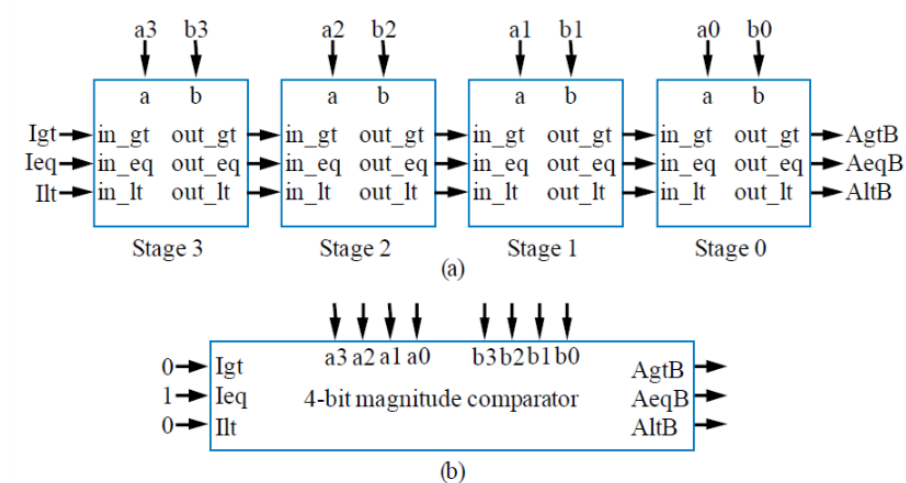 a3 b3 a2 b2 a1 b1 a0 b0
a b a b a b a b
Igt in_gt out_gt in_gt out_gt in_gt out_gt in_gt out_gt AgtB
Ieq in_eq out_eq in_eq out_eq in_eq out_eq in_eq out_eq AeqB
Ilt in_lt out_lt in_lt out_lt in_lt out_lt in_lt out_lt AltB
Stage 3 Stage 2 Stage 1 Stage 0
(a)
a3 a2 a1 a0 b3 b2 b1 b0
0 Igt AgtB
1 Ieq 4-bit magnitude comparator AeqB
0 Ilt AltB
(b)